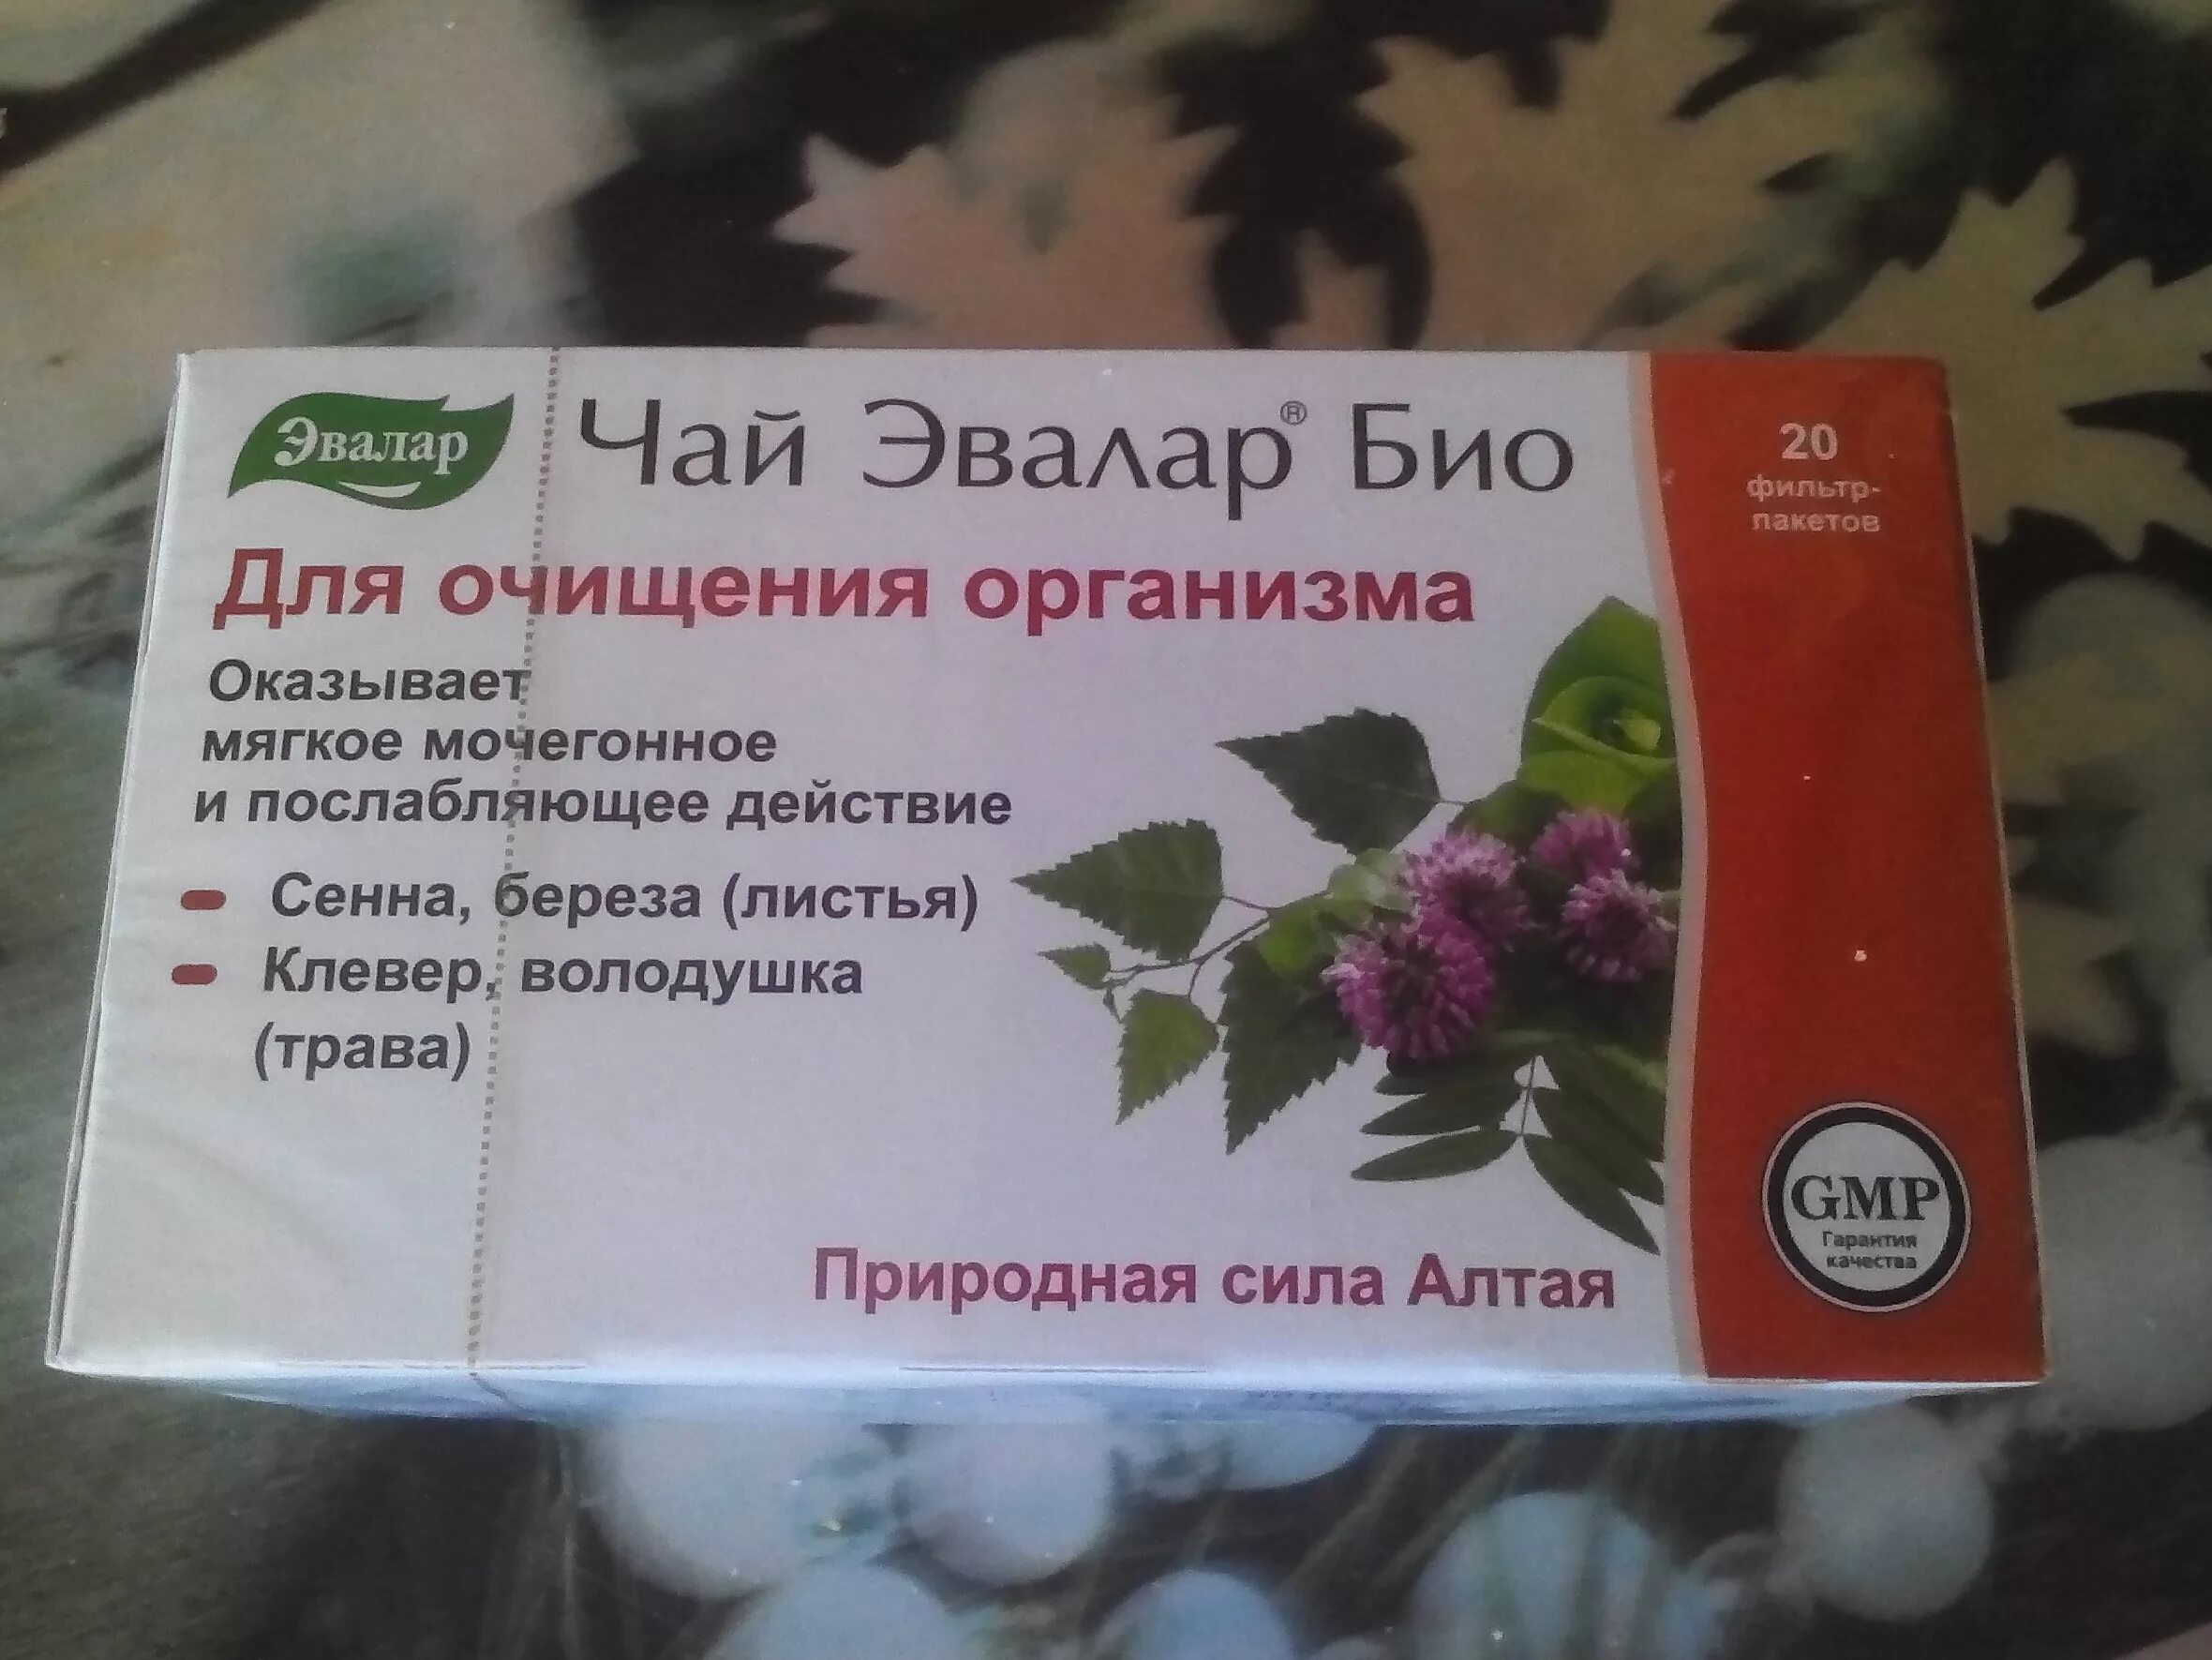 Эвалар
Чай Эвалар® Био
20
фильтр-
пакетов
Для очищения организма
Оказывает
мягкое мочегонное
и послабляющее действие
Сенна, береза (листья)
Клевер, володушка
(трава)
Природная сила Алтая
GMP
Гарантия
качества